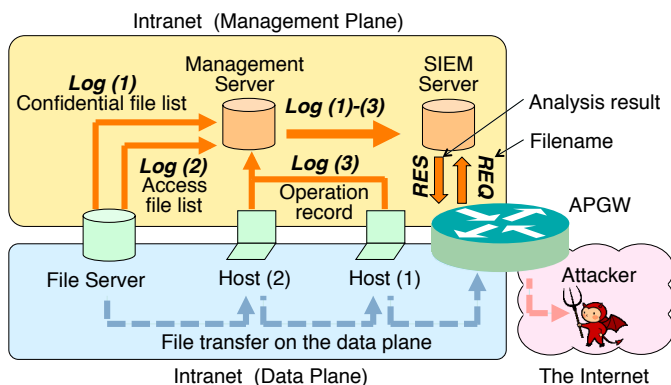 Intranet (Management Plane)
Log (1)
Confidential file list
Management
Server
Log (1)-(3)
SIEM
Server
Analysis result
Filename
Log (2)
Access
file list
Log (3)
Operation
record
RES
REQ
APGW
File Server
Host (2)
Host (1)
Attacker
File transfer on the data plane
Intranet (Data Plane)
The Internet